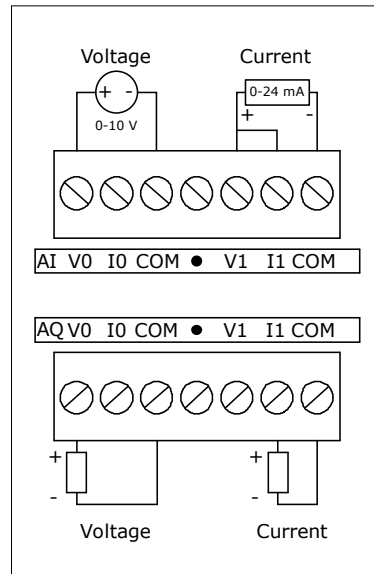 Voltage Current
+ - 0-24 mA
0-10 V + -
AI V0 I0 COM ● V1 I1 COM
AQ V0 I0 COM ● V1 I1 COM
+ +
- -
Voltage Current